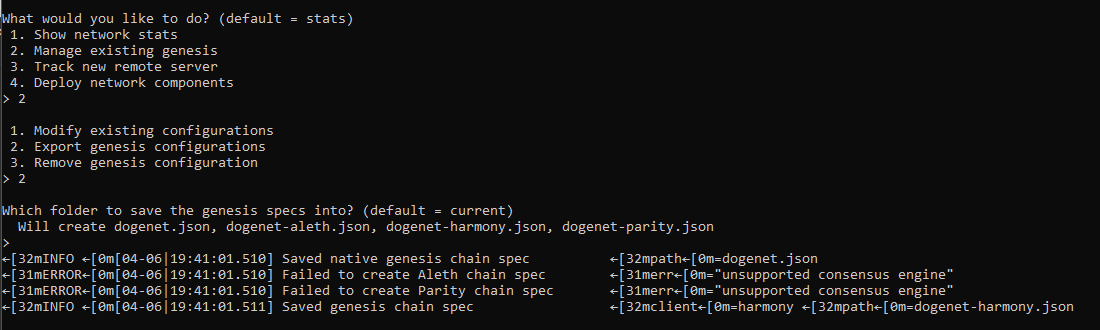 What would you like to do? (default = stats)
1. Show network stats
2. Manage existing genesis
3. Track new remote server
4. Deploy network components
> 2
1. Modify existing configurations
2. Export genesis configurations
3. Remove genesis configuration
> 2
Which folder to save the genesis specs into? (default = current)
Will create dogenet.json, dogenet-aleth.json, dogenet-harmony.json, dogenet-parity.json
>
←[32mINFO ←[0m[04-06|19:41:01.510] Saved native genesis chain spec ←[32mpath←[0m=dogenet.json
←[31mERROR←[0m[04-06|19:41:01.510] Failed to create Aleth chain spec ←[31merr←[0m="unsupported consensus engine"
←[31mERROR←[0m[04-06|19:41:01.510] Failed to create Parity chain spec ←[31merr←[0m="unsupported consensus engine"
←[32mINFO ←[0m[04-06|19:41:01.511] Saved genesis chain spec ←[32mclient←[0m=harmony ←[32mpath←[0m=dogenet-harmony.json